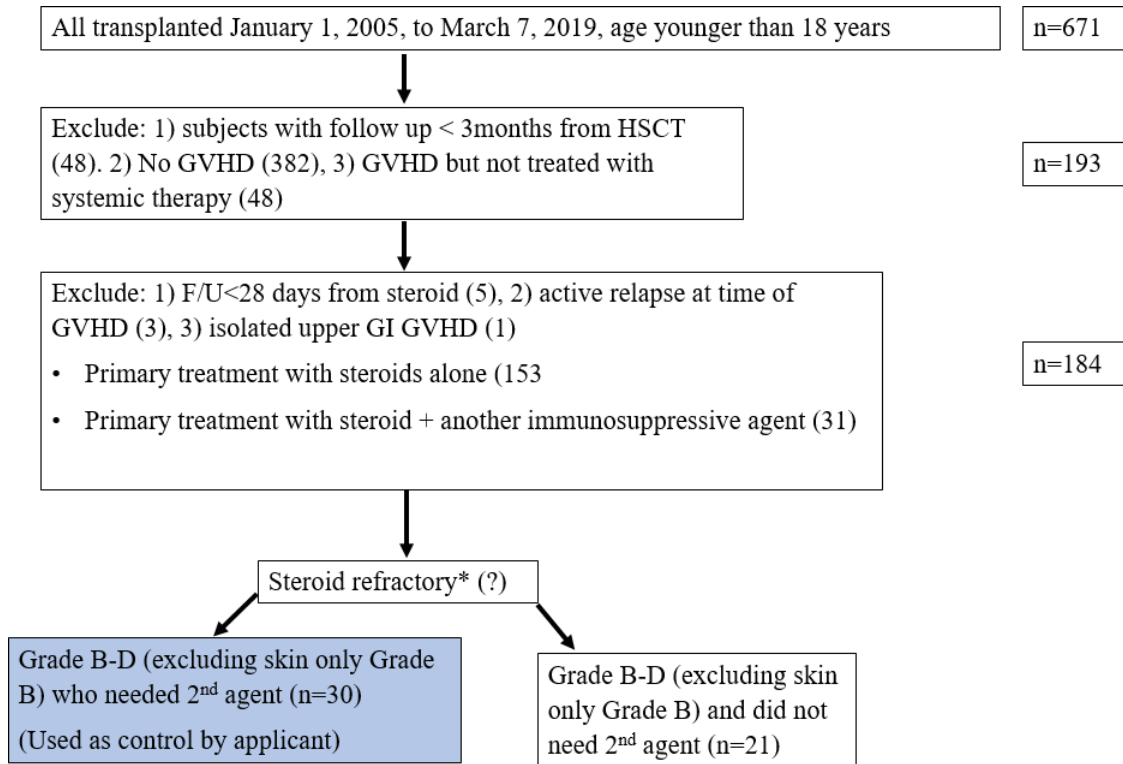 All transplanted January 1, 2005, to March 7, 2019, age younger than 18 years
n=671
Exclude: 1) subjects with follow up < 3months from HSCT
(48). 2) No GVHD (382), 3) GVHD but not treated with
systemic therapy (48)
n=193
Exclude: 1) F/U<28 days from steroid (5), 2) active relapse at time of
GVHD (3), 3) isolated upper GI GVHD (1)
• Primary treatment with steroids alone (153
• Primary treatment with steroid + another immunosuppressive agent (31)
n=184
Steroid refractory* (?)
Grade B-D (excluding skin only Grade
B) who needed 2nd agent (n=30)
(Used as control by applicant)
Grade B-D (excluding skin
only Grade B) and did not
need 2nd agent (n=21)